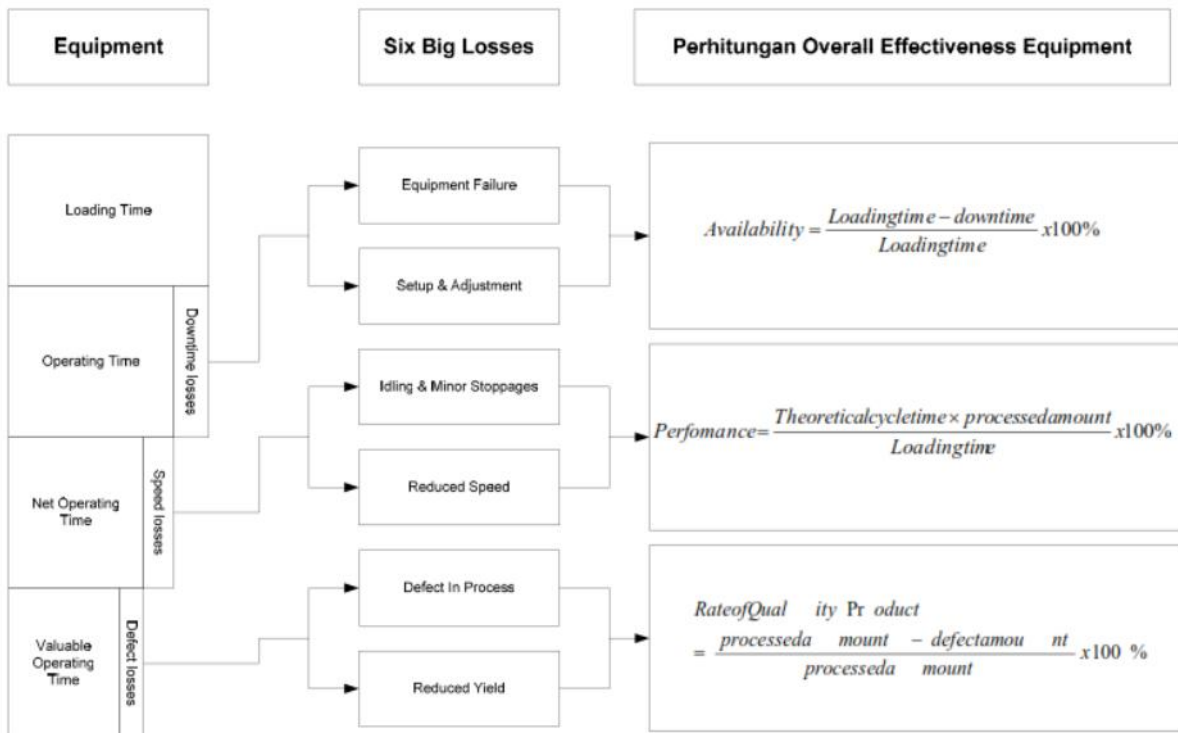 Equipment
Six Big Losses
Perhitungan Overall Effectiveness Equipment
Loading Time
Operating Time
Downtime losses
Net Operating
Time
Speed losses
Valuable
Operating
Time
Defect losses
Equipment Failure
Setup & Adjustment
Idling & Minor Stoppages
Reduced Speed
Defect In Process
Reduced Yield
Availability = Loadingtime - downtime
Loadingtime
x100%
Perfomance= Theoreticalcycletime × processedamount
Loadingtime
x100%
RateofQual ity Pr oduct
= processeda mount - defectamou nt
processeda mount
x100 %